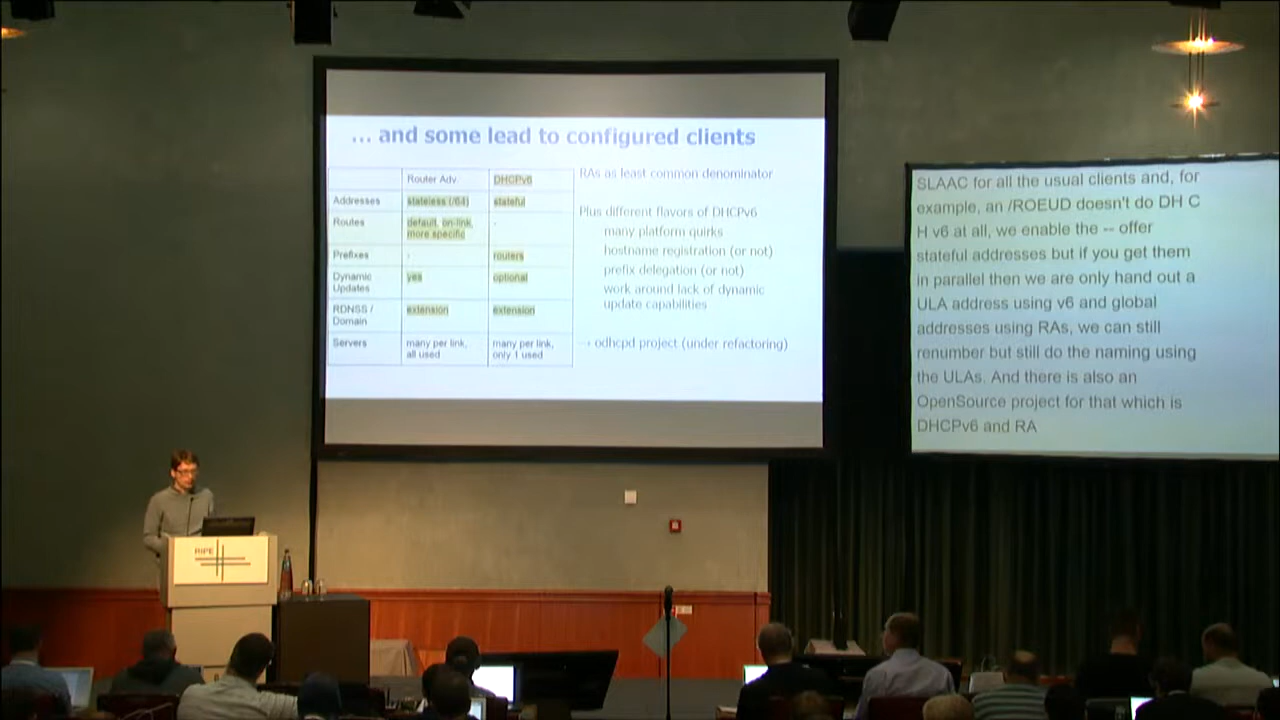 ... and some lead to configured clients
Router Adv. DHCPv6
Addresses stateless (/64) stateful
Routes default, on-link, more specific -
Prefixes - routers
Dynamic Updates yes optional
RDNSS / Domain extension extension
Servers many per link, all used many per link, only 1 used
RAs as least common denominator
Plus different flavors of DHCPv6
many platform quirks
hostname registration (or not)
prefix delegation (or not)
work around lack of dynamic
update capabilities
→ odhcpd project (under refactoring)
SLAAC for all the usual clients and, for
example, an /ROEUD doesn't do DH C
H v6 at all, we enable the -- offer
stateful addresses but if you get them
in parallel then we are only hand out a
ULA address using v6 and global
addresses using RAs, we can still
renumber but still do the naming using
the ULAs. And there is also an
OpenSource project for that which is
DHCPv6 and RA
RIPE